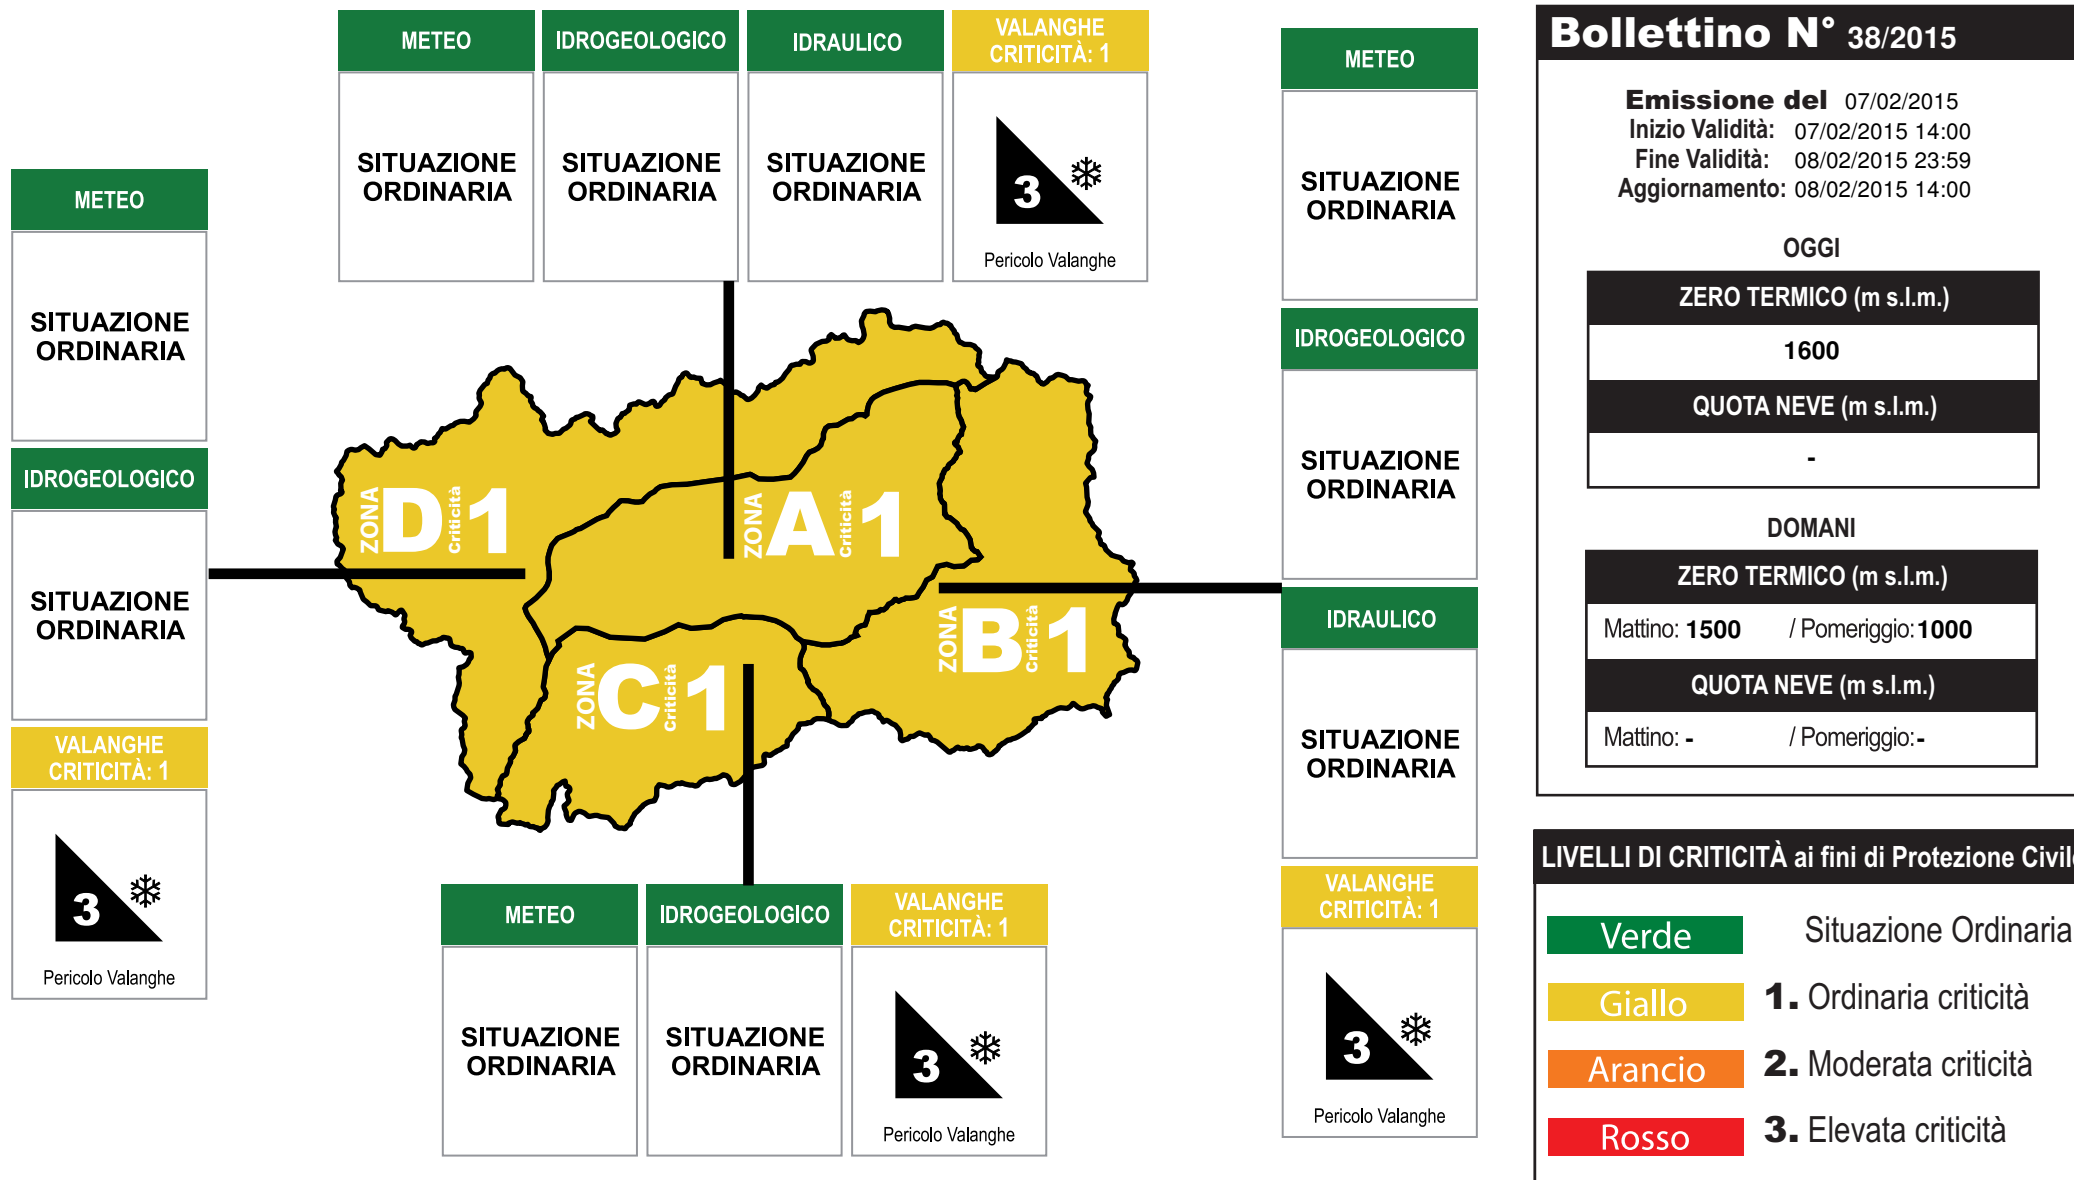 METEO
SITUAZIONE
ORDINARIA
IDROGEOLOGICO
SITUAZIONE
ORDINARIA
IDRAULICO
SITUAZIONE
ORDINARIA
VALANGHE
CRITICITÀ: 1
3
Pericolo Valanghe
METEO
SITUAZIONE
ORDINARIA
IDROGEOLOGICO
SITUAZIONE
ORDINARIA
VALANGHE
CRITICITÀ: 1
3
Pericolo Valanghe
ZONA D Criticità 1
ZONA A Criticità 1
ZONA B Criticità 1
ZONA C Criticità 1
METEO
SITUAZIONE
ORDINARIA
IDROGEOLOGICO
SITUAZIONE
ORDINARIA
VALANGHE
CRITICITÀ: 1
3
Pericolo Valanghe
METEO
SITUAZIONE
ORDINARIA
IDROGEOLOGICO
SITUAZIONE
ORDINARIA
IDRAULICO
SITUAZIONE
ORDINARIA
VALANGHE
CRITICITÀ: 1
3
Pericolo Valanghe
Bollettino N° 38/2015
Emissione del 07/02/2015
Inizio Validità: 07/02/2015 14:00
Fine Validità: 08/02/2015 23:59
Aggiornamento: 08/02/2015 14:00
OGGI
ZERO TERMICO (m s.l.m.)
1600
QUOTA NEVE (m s.l.m.)
-
DOMANI
ZERO TERMICO (m s.l.m.)
Mattino: 1500 / Pomeriggio: 1000
QUOTA NEVE (m s.l.m.)
Mattino: - / Pomeriggio: -
LIVELLI DI CRITICITÀ ai fini di Protezione Civile
Verde Situazione Ordinaria
Giallo 1. Ordinaria criticità
Arancio 2. Moderata criticità
Rosso 3. Elevata criticità